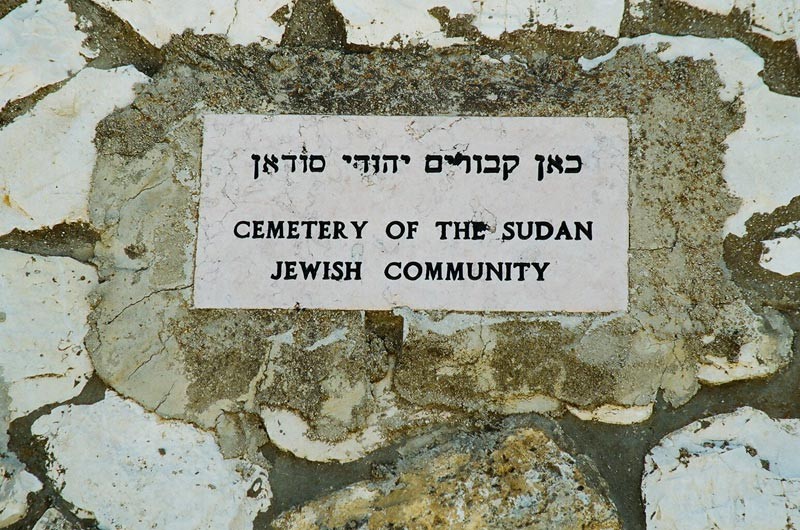 כאן קבורים יהודי סודאן
CEMETERY OF THE SUDAN
JEWISH COMMUNITY